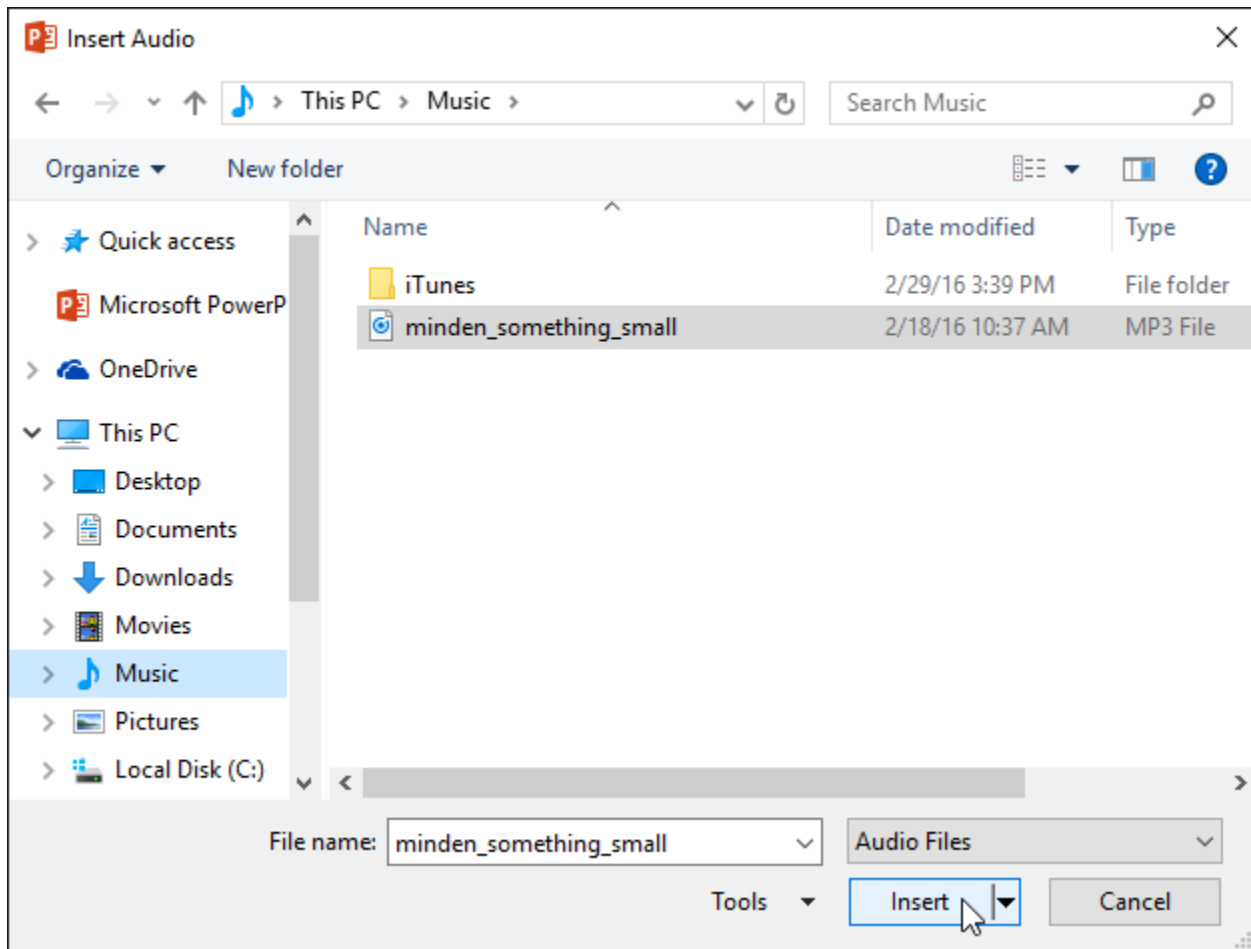 Insert Audio
This PC > Music >
Search Music
Organize
New folder
Name
Date modified
Type
iTunes
2/29/16 3:39 PM
File folder
minden_something_small
2/18/16 10:37 AM
MP3 File
Quick access
Microsoft PowerP
OneDrive
This PC
Desktop
Documents
Downloads
Movies
Music
Pictures
Local Disk (C:)
File name:
minden_something_small
Audio Files
Tools
Insert
Cancel